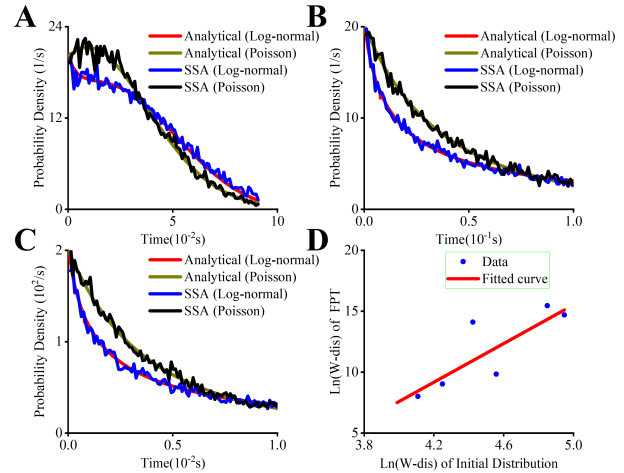 A
Analytical (Log-normal)
Analytical (Poisson)
SSA (Log-normal)
SSA (Poisson)
Probability Density (1/s)
24
12
0
0
5
10
Time(10⁻²s)
B
Analytical (Log-normal)
Analytical (Poisson)
SSA (Log-normal)
SSA (Poisson)
Probability Density (1/s)
20
10
0
0.0
0.5
1.0
Time(10⁻¹s)
C
Analytical (Log-normal)
Analytical (Poisson)
SSA (Log-normal)
SSA (Poisson)
Probability Density (10²/s)
2
1
0
0.0
0.5
1.0
Time(10⁻²s)
D
Data
Fitted curve
Ln(W-dis) of FPT
20
15
10
5
3.8
4.2
4.6
5.0
Ln(W-dis) of Initial Distribution